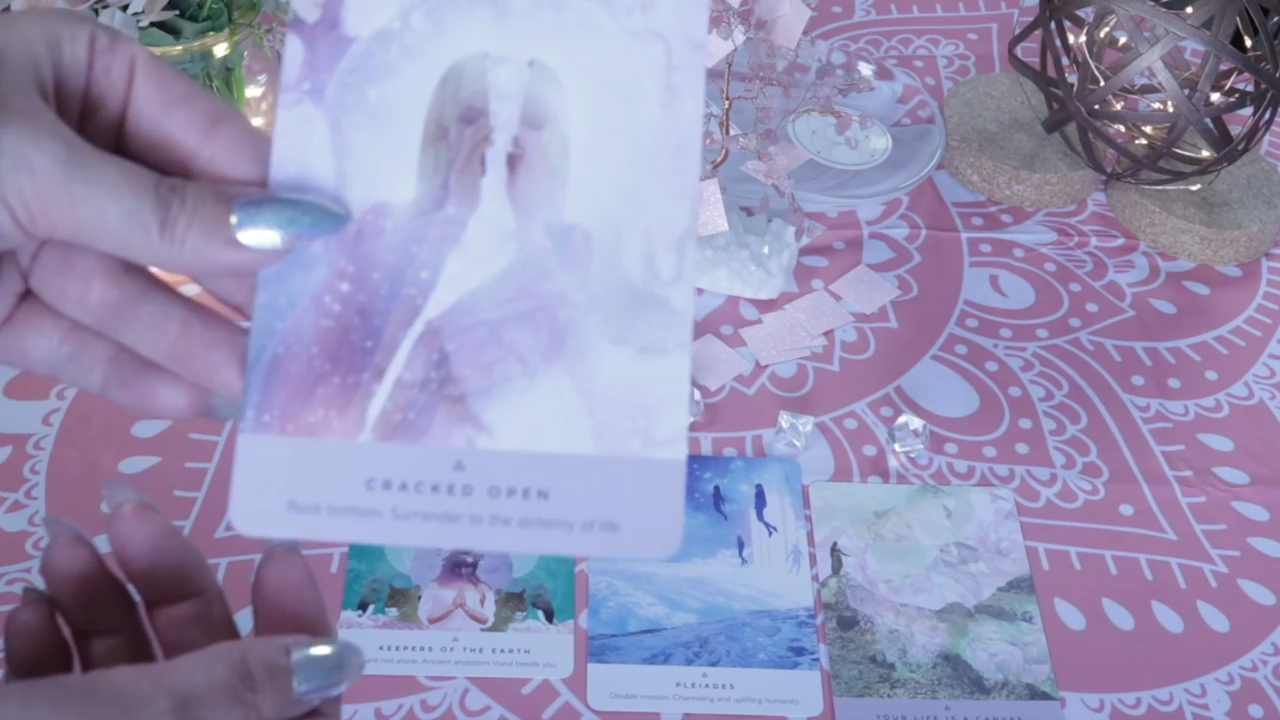 CRACKED OPEN
Rock bottom. Surrender to the alchemy of life.
KEEPERS OF THE EARTH
are not alone. Ancient ancestors stand beside you.
PLEIADES
Double mission. Channeling and uplifting humanity.
YOUR LIFE IS A CANVAS